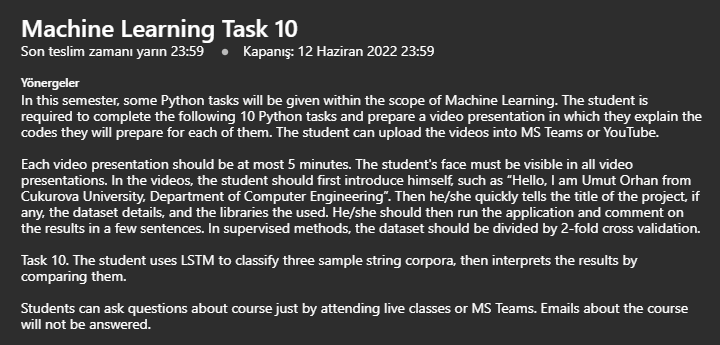 Machine Learning Task 10
Son teslim zamanı yarın 23:59 • Kapanış: 12 Haziran 2022 23:59
Yönergeler
In this semester, some Python tasks will be given within the scope of Machine Learning. The student is
required to complete the following 10 Python tasks and prepare a video presentation in which they explain the
codes they will prepare for each of them. The student can upload the videos into MS Teams or YouTube.
Each video presentation should be at most 5 minutes. The student's face must be visible in all video
presentations. In the videos, the student should first introduce himself, such as “Hello, I am Umut Orhan from
Cukurova University, Department of Computer Engineering”. Then he/she quickly tells the title of the project, if
any, the dataset details, and the libraries the used. He/she should then run the application and comment on
the results in a few sentences. In supervised methods, the dataset should be divided by 2-fold cross validation.
Task 10. The student uses LSTM to classify three sample string corpora, then interprets the results by
comparing them.
Students can ask questions about course just by attending live classes or MS Teams. Emails about the course
will not be answered.